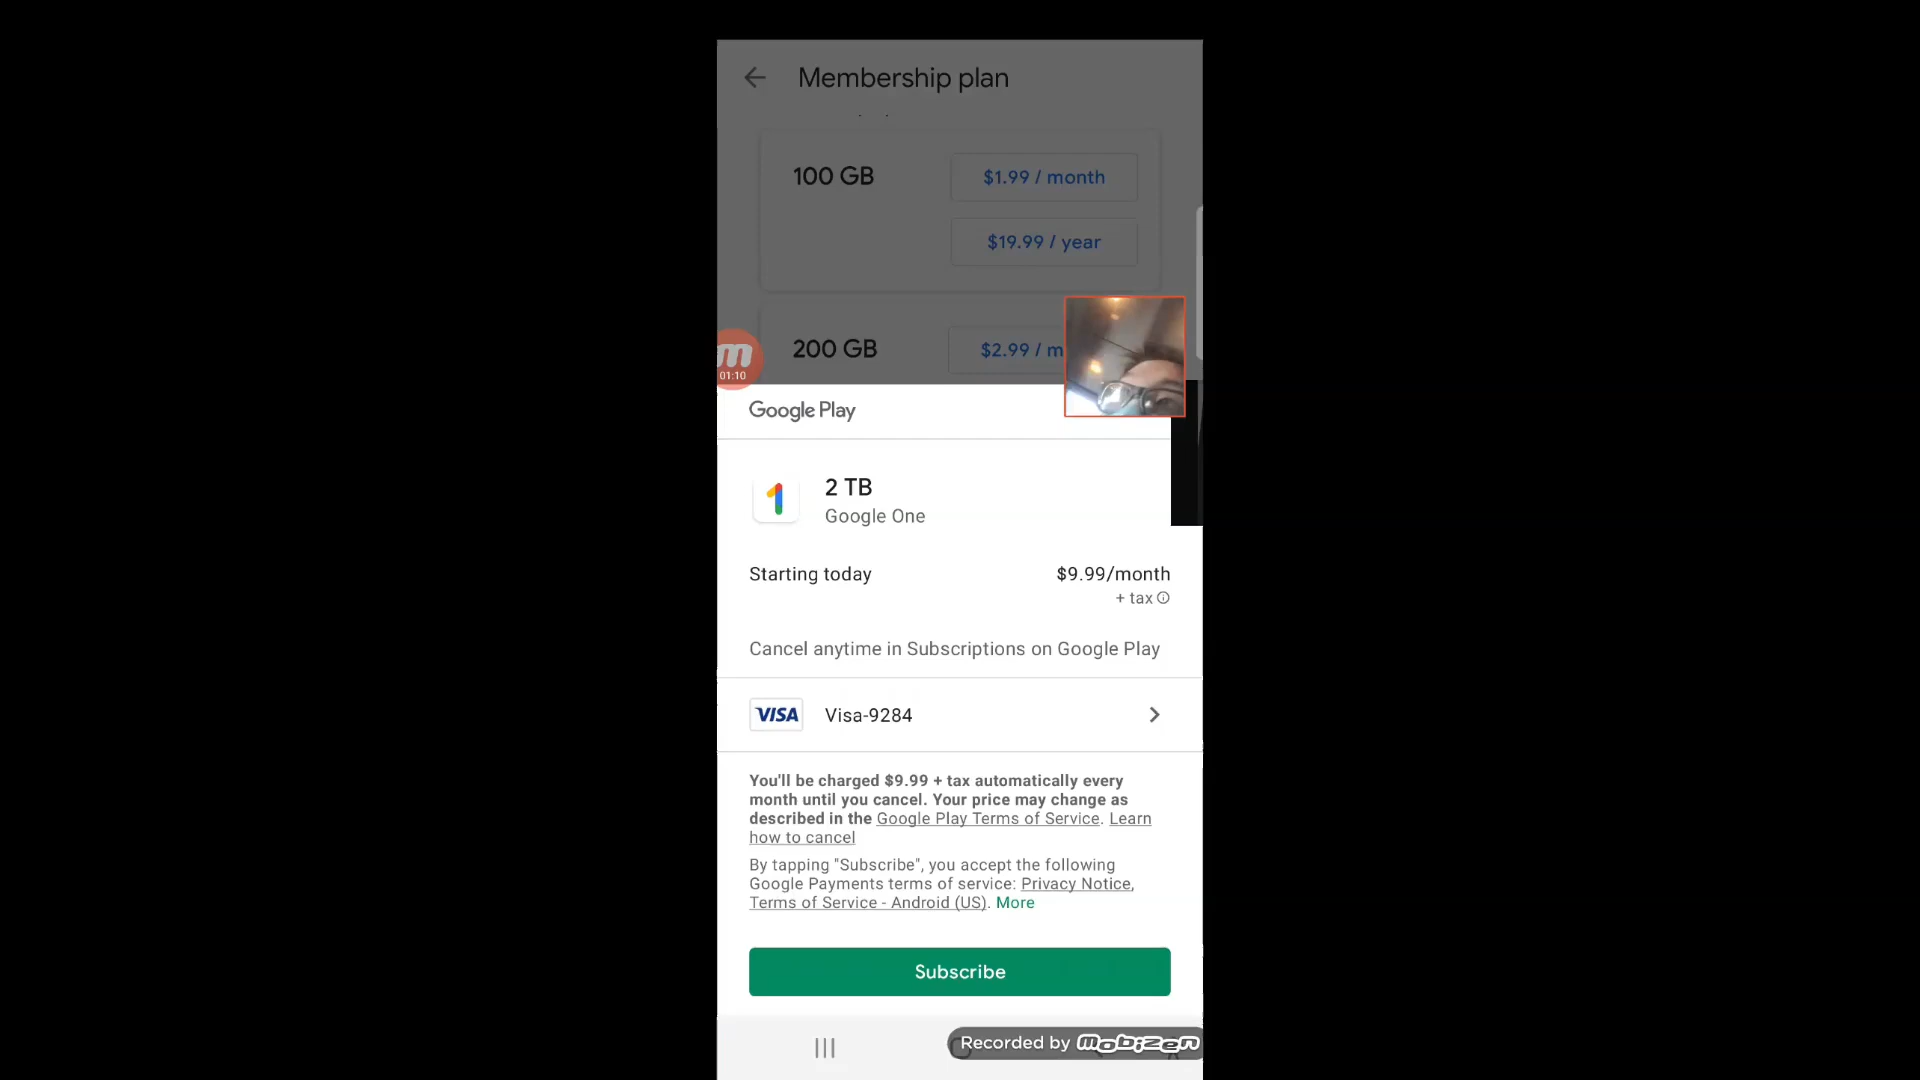 Membership plan
100 GB
$1.99 / month
$19.99 / year
200 GB
$2.99 / m
m
01:10
Google Play
1
2 TB
Google One
Starting today
$9.99/month
+ tax
Cancel anytime in Subscriptions on Google Play
VISA
Visa-9284
You'll be charged $9.99 + tax automatically every
month until you cancel. Your price may change as
described in the Google Play Terms of Service. Learn
how to cancel
By tapping "Subscribe", you accept the following
Google Payments terms of service: Privacy Notice,
Terms of Service - Android (US). More
Subscribe
Recorded by mobizen